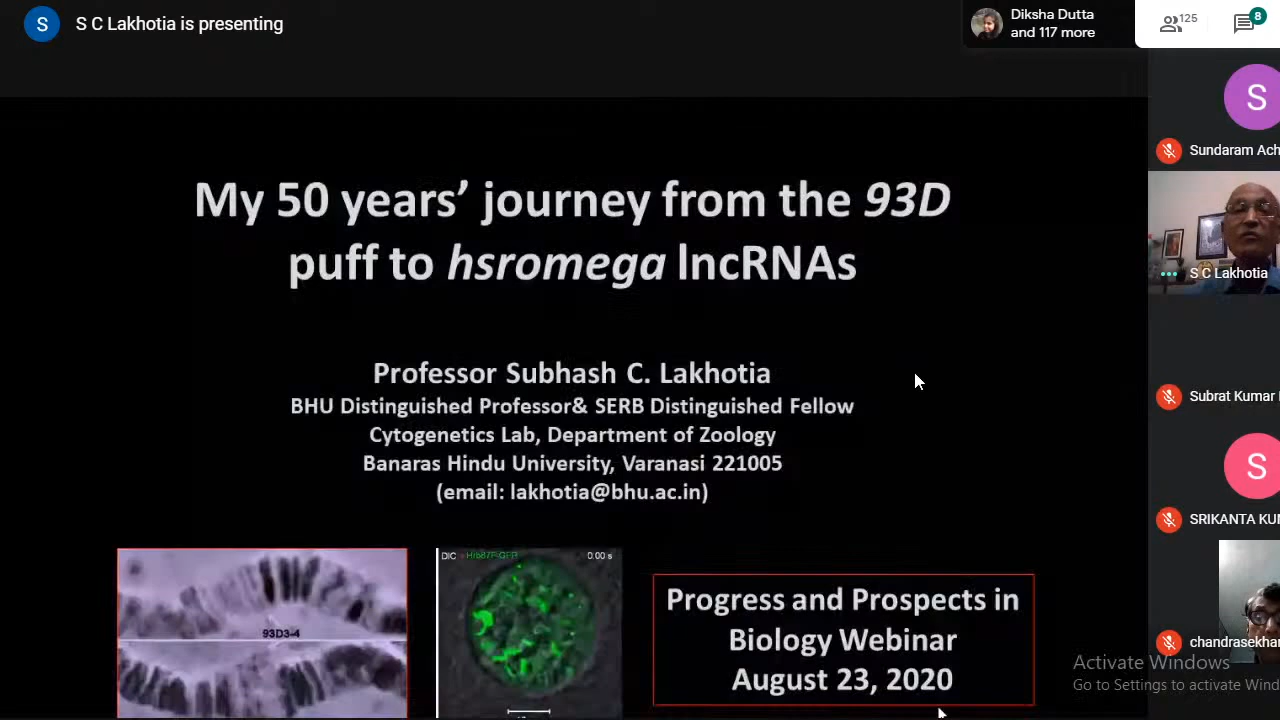 S
S C Lakhotia is presenting
Diksha Dutta
and 117 more
125
8
My 50 years' journey from the 93D
puff to hsromega lncRNAs
Professor Subhash C. Lakhotia
BHU Distinguished Professor& SERB Distinguished Fellow
Cytogenetics Lab, Department of Zoology
Banaras Hindu University, Varanasi 221005
(email: lakhotia@bhu.ac.in)
93D3-4
DIC Hrb87F-GFP 0.00 s
Progress and Prospects in
Biology Webinar
August 23, 2020
S
Sundaram Ach
S C Lakhotia
Subrat Kumar
S
SRIKANTA KUN
chandrasekhar
Activate Windows
Go to Settings to activate Wind